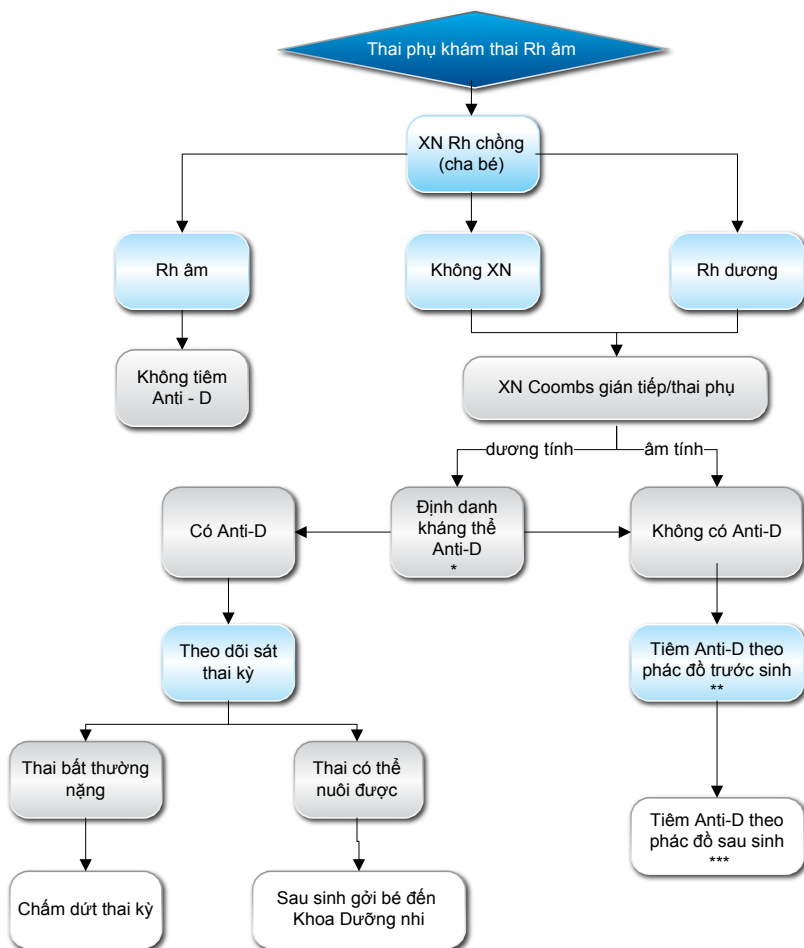 Thai phụ khám thai Rh âm
XN Rh chồng
(cha bé)
Rh âm
Không XN
Rh dương
Không tiêm
Anti - D
XN Coombs gián tiếp/thai phụ
dương tính
âm tính
Có Anti-D
Định danh
kháng thể
Anti-D
*
Không có Anti-D
Theo dõi sát
thai kỳ
Tiêm Anti-D theo
phác đồ trước sinh
**
Thai bất thường
nặng
Thai có thể
nuôi được
Tiêm Anti-D theo
phác đồ sau sinh
***
Chấm dứt thai kỳ
Sau sinh gởi bé đến
Khoa Dưỡng nhi